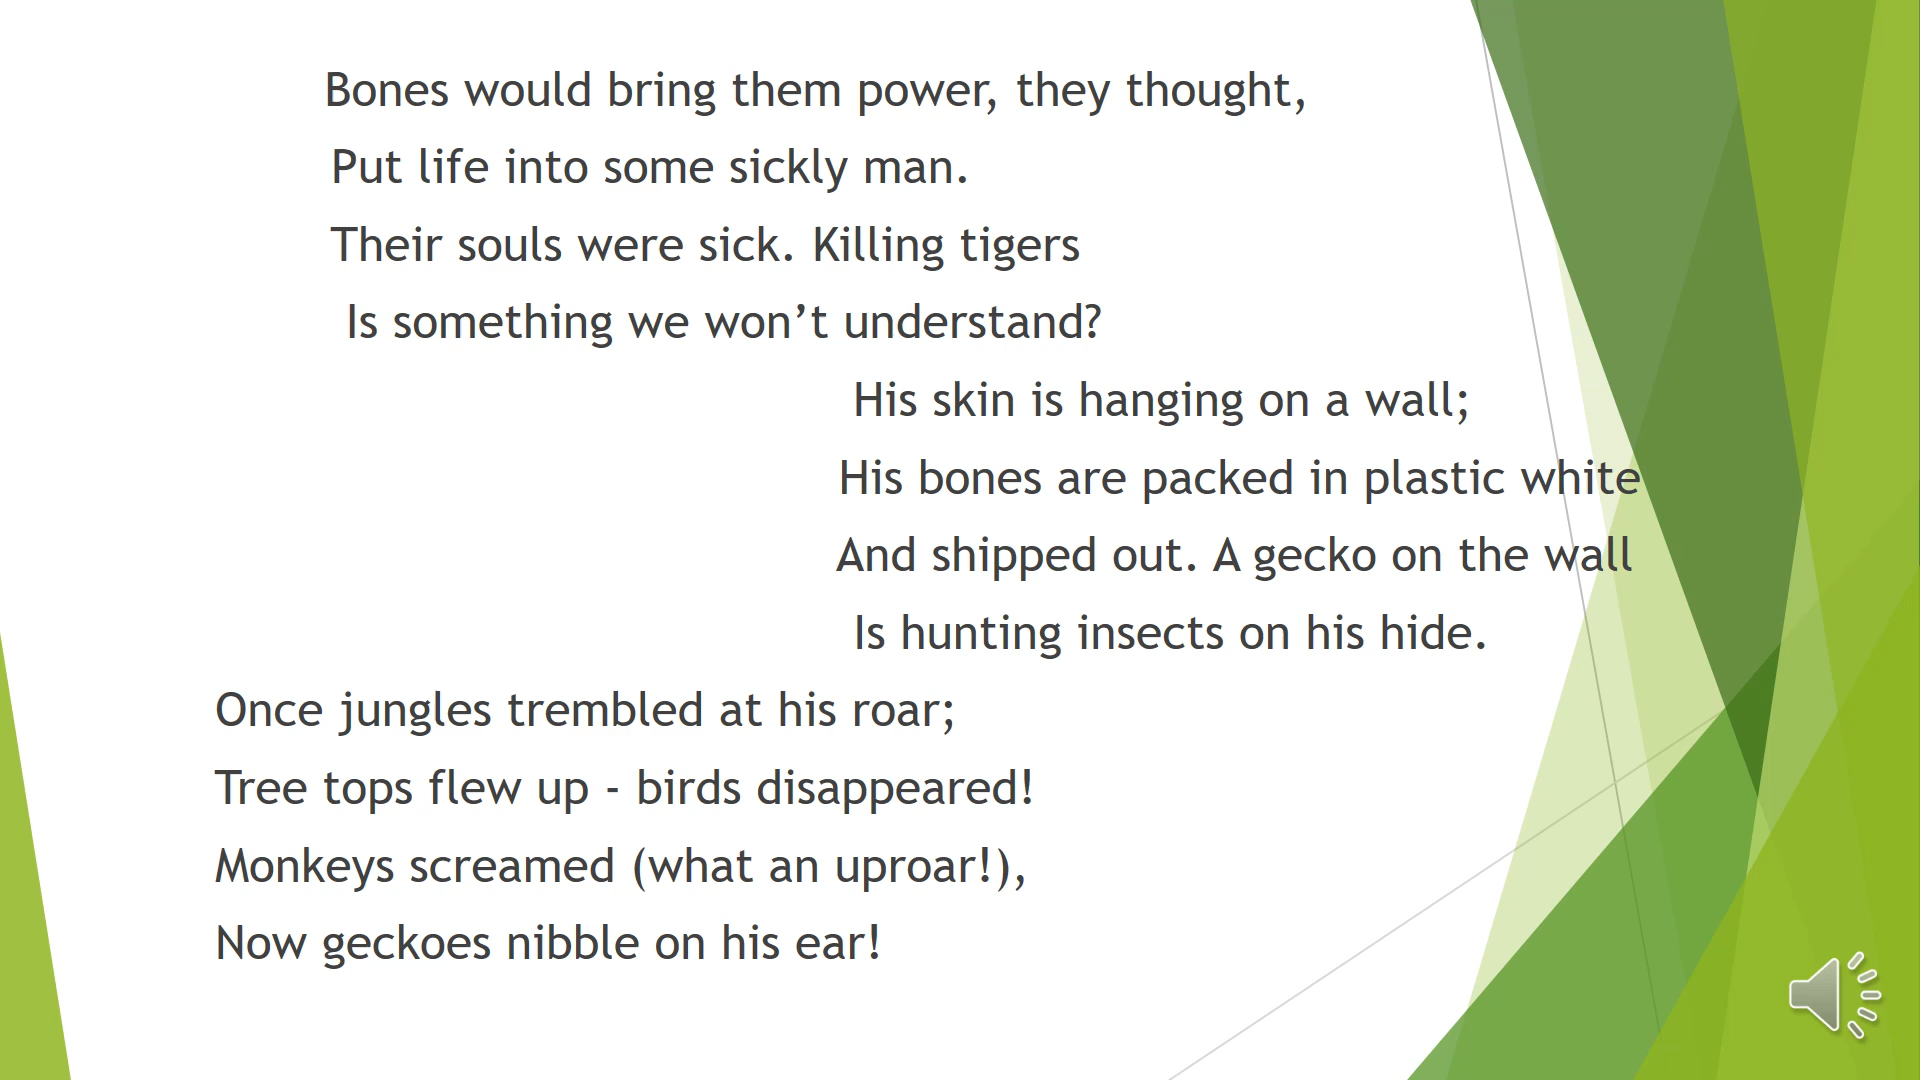 Bones would bring them power, they thought,
Put life into some sickly man.
Their souls were sick. Killing tigers
Is something we won’t understand?
His skin is hanging on a wall;
His bones are packed in plastic white
And shipped out. A gecko on the wall
Is hunting insects on his hide.
Once jungles trembled at his roar;
Tree tops flew up - birds disappeared!
Monkeys screamed (what an uproar!),
Now geckoes nibble on his ear!